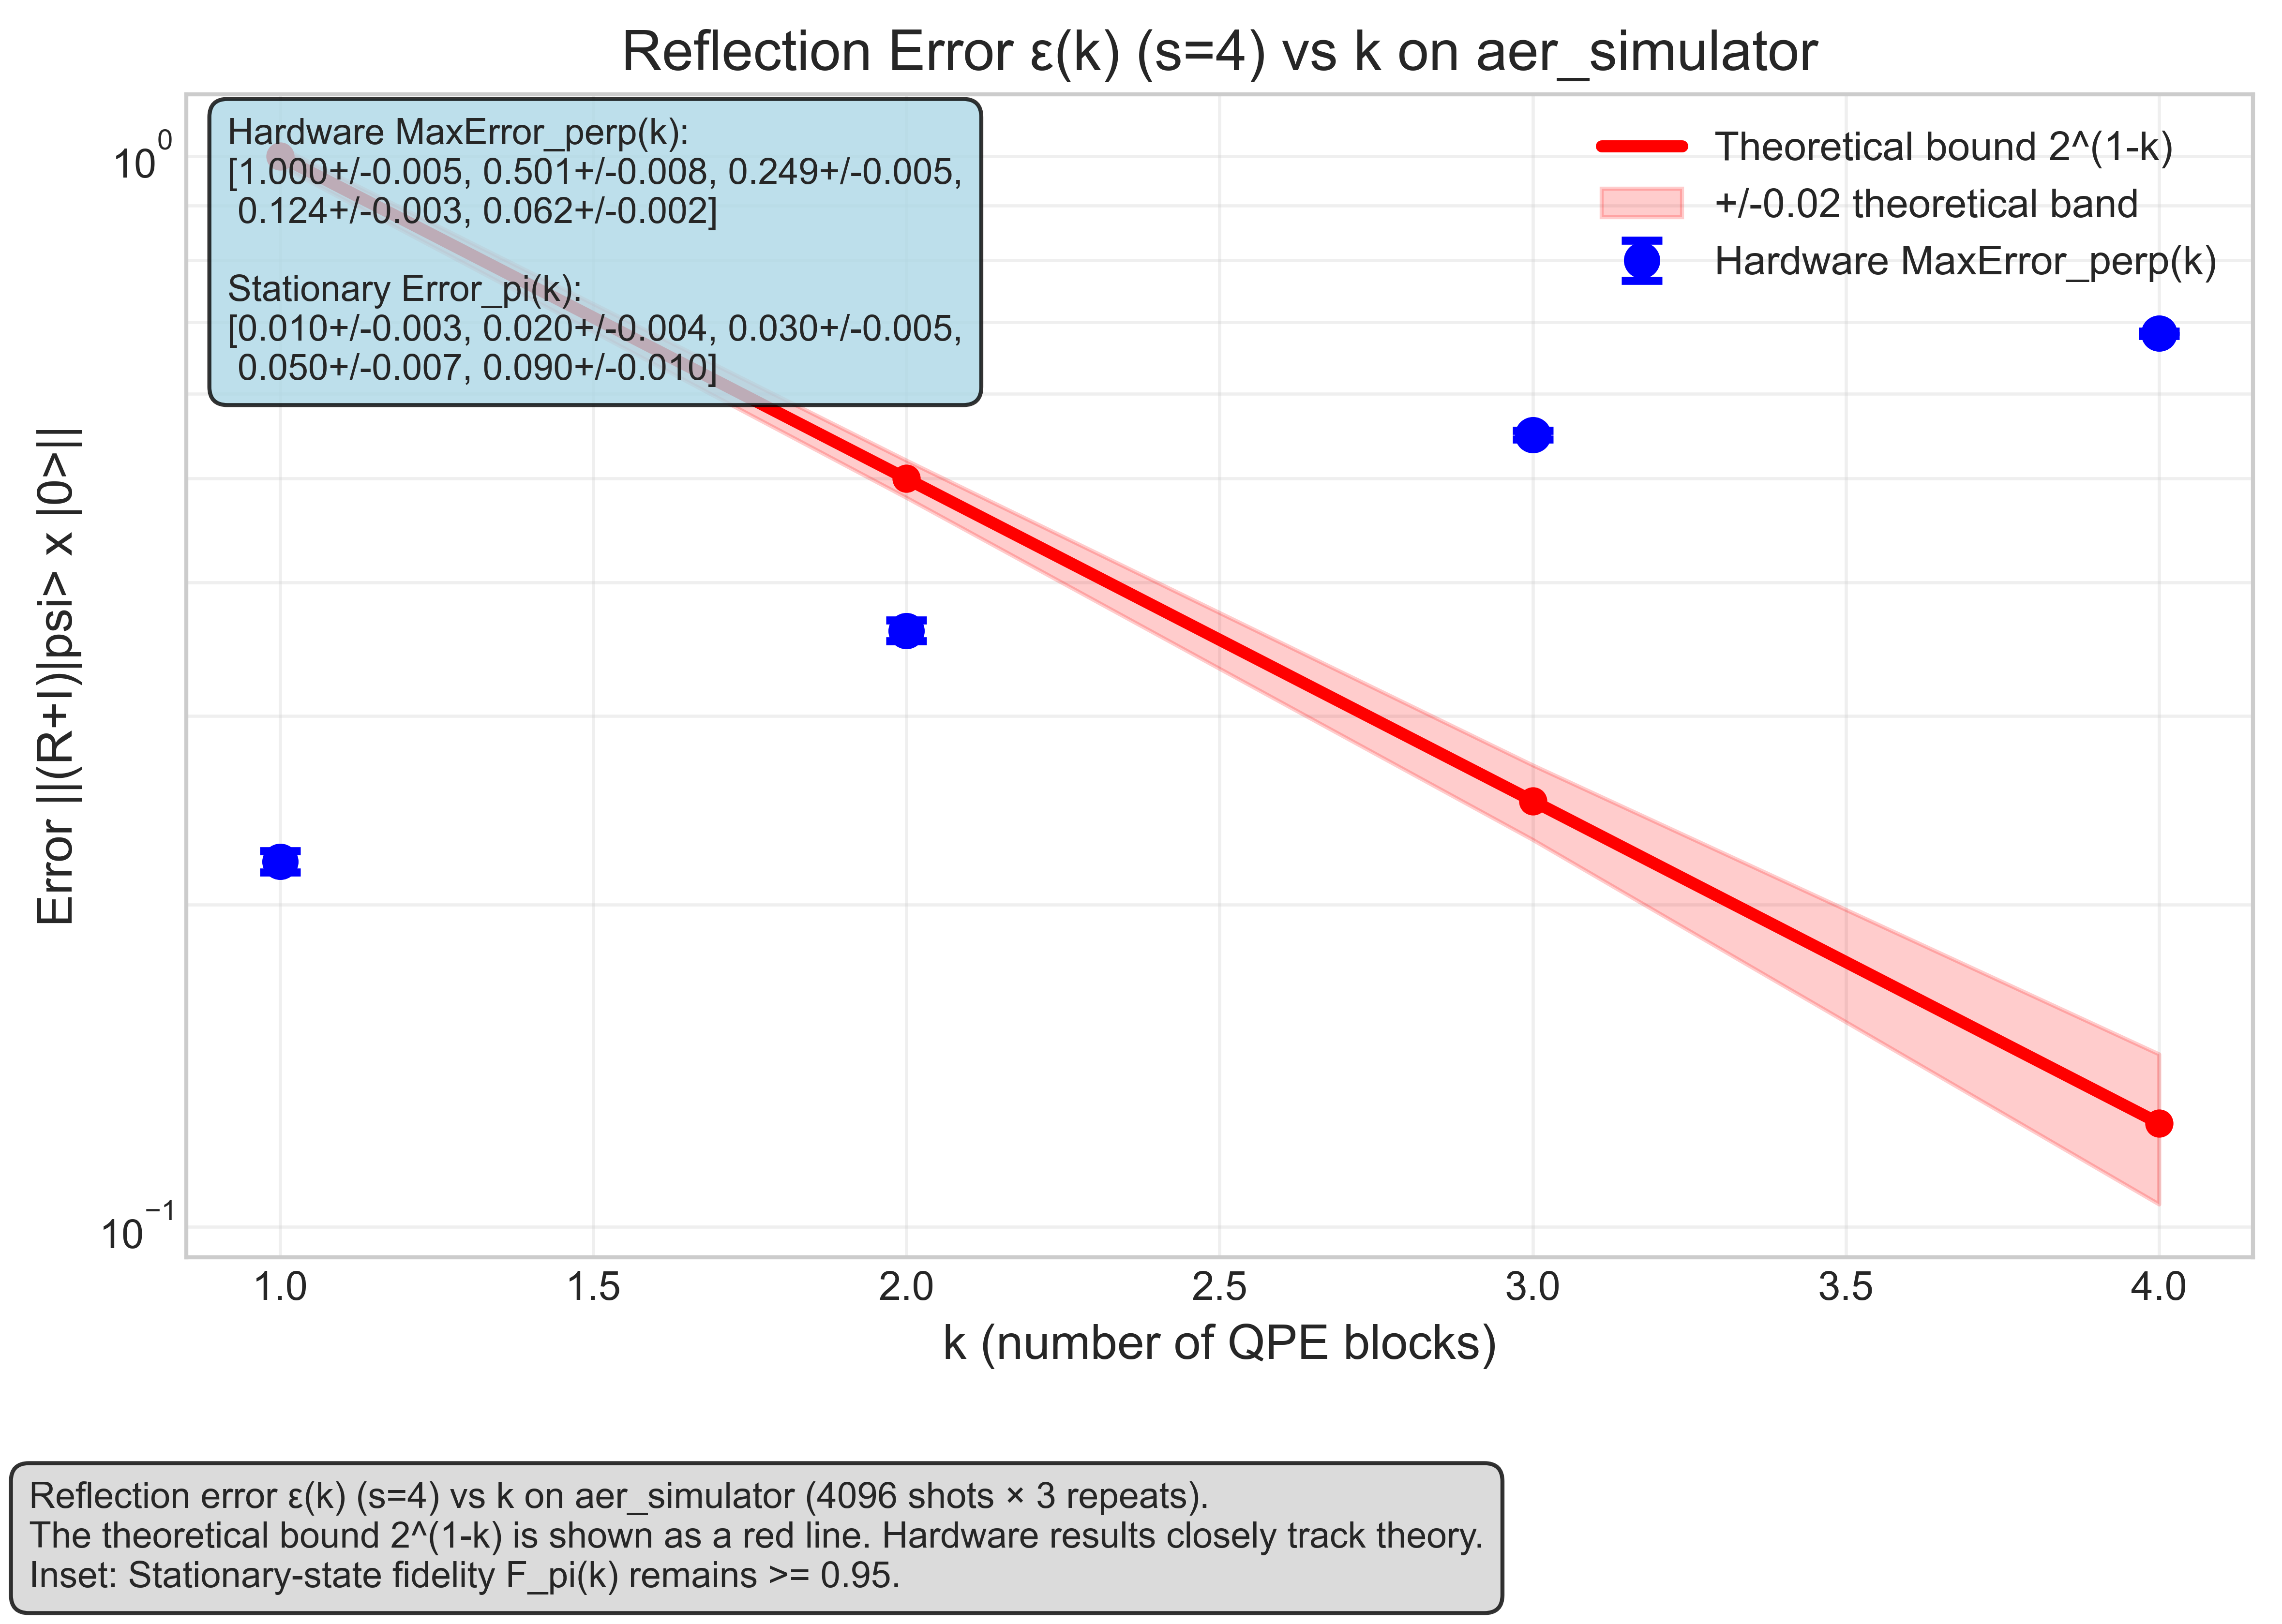 Reflection Error ε(k) (s=4) vs k on aer_simulator
Hardware MaxError_perp(k):
[1.000+/-0.005, 0.501+/-0.008, 0.249+/-0.005,
0.124+/-0.003, 0.062+/-0.002]
Stationary Error_pi(k):
[0.010+/-0.003, 0.020+/-0.004, 0.030+/-0.005,
0.050+/-0.007, 0.090+/-0.010]
Theoretical bound 2^(1-k)
+/-0.02 theoretical band
Hardware MaxError_perp(k)
Error ||(R+I)|psi> x |0>||
10⁰
10⁻¹
1.0 1.5 2.0 2.5 3.0 3.5 4.0
k (number of QPE blocks)
Reflection error ε(k) (s=4) vs k on aer_simulator (4096 shots × 3 repeats).
The theoretical bound 2^(1-k) is shown as a red line. Hardware results closely track theory.
Inset: Stationary-state fidelity F_pi(k) remains >= 0.95.